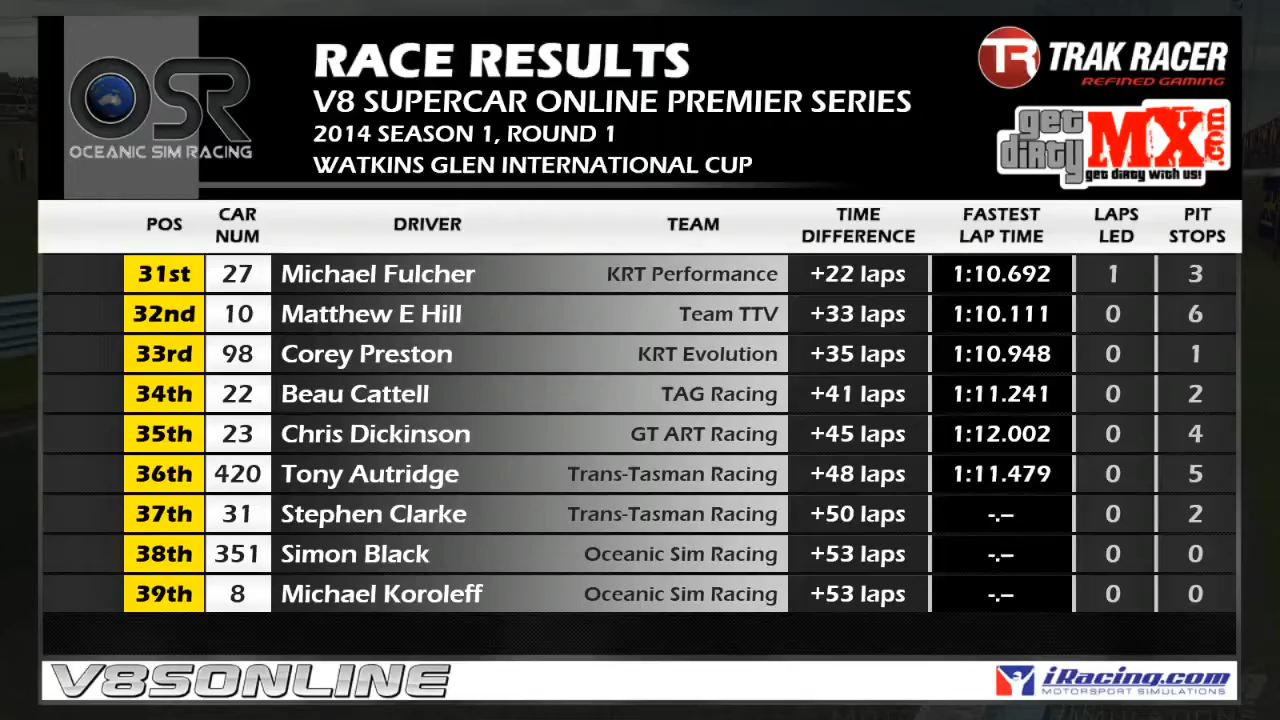 OSR
OCEANIC SIM RACING
RACE RESULTS
V8 SUPERCAR ONLINE PREMIER SERIES
2014 SEASON 1, ROUND 1
WATKINS GLEN INTERNATIONAL CUP
TR TRAK RACER
REFINED GAMING
get dirty MX.com
get dirty with us!
POS CAR NUM DRIVER TEAM TIME DIFFERENCE FASTEST LAP TIME LAPS LED PIT STOPS
31st 27 Michael Fulcher KRT Performance +22 laps 1:10.692 1 3
32nd 10 Matthew E Hill Team TTV +33 laps 1:10.111 0 6
33rd 98 Corey Preston KRT Evolution +35 laps 1:10.948 0 1
34th 22 Beau Cattell TAG Racing +41 laps 1:11.241 0 2
35th 23 Chris Dickinson GT ART Racing +45 laps 1:12.002 0 4
36th 420 Tony Autridge Trans-Tasman Racing +48 laps 1:11.479 0 5
37th 31 Stephen Clarke Trans-Tasman Racing +50 laps -.-- 0 2
38th 351 Simon Black Oceanic Sim Racing +53 laps -.-- 0 0
39th 8 Michael Koroleff Oceanic Sim Racing +53 laps -.-- 0 0
V8SONLINE
iRacing.com
MOTORSPORT SIMULATIONS